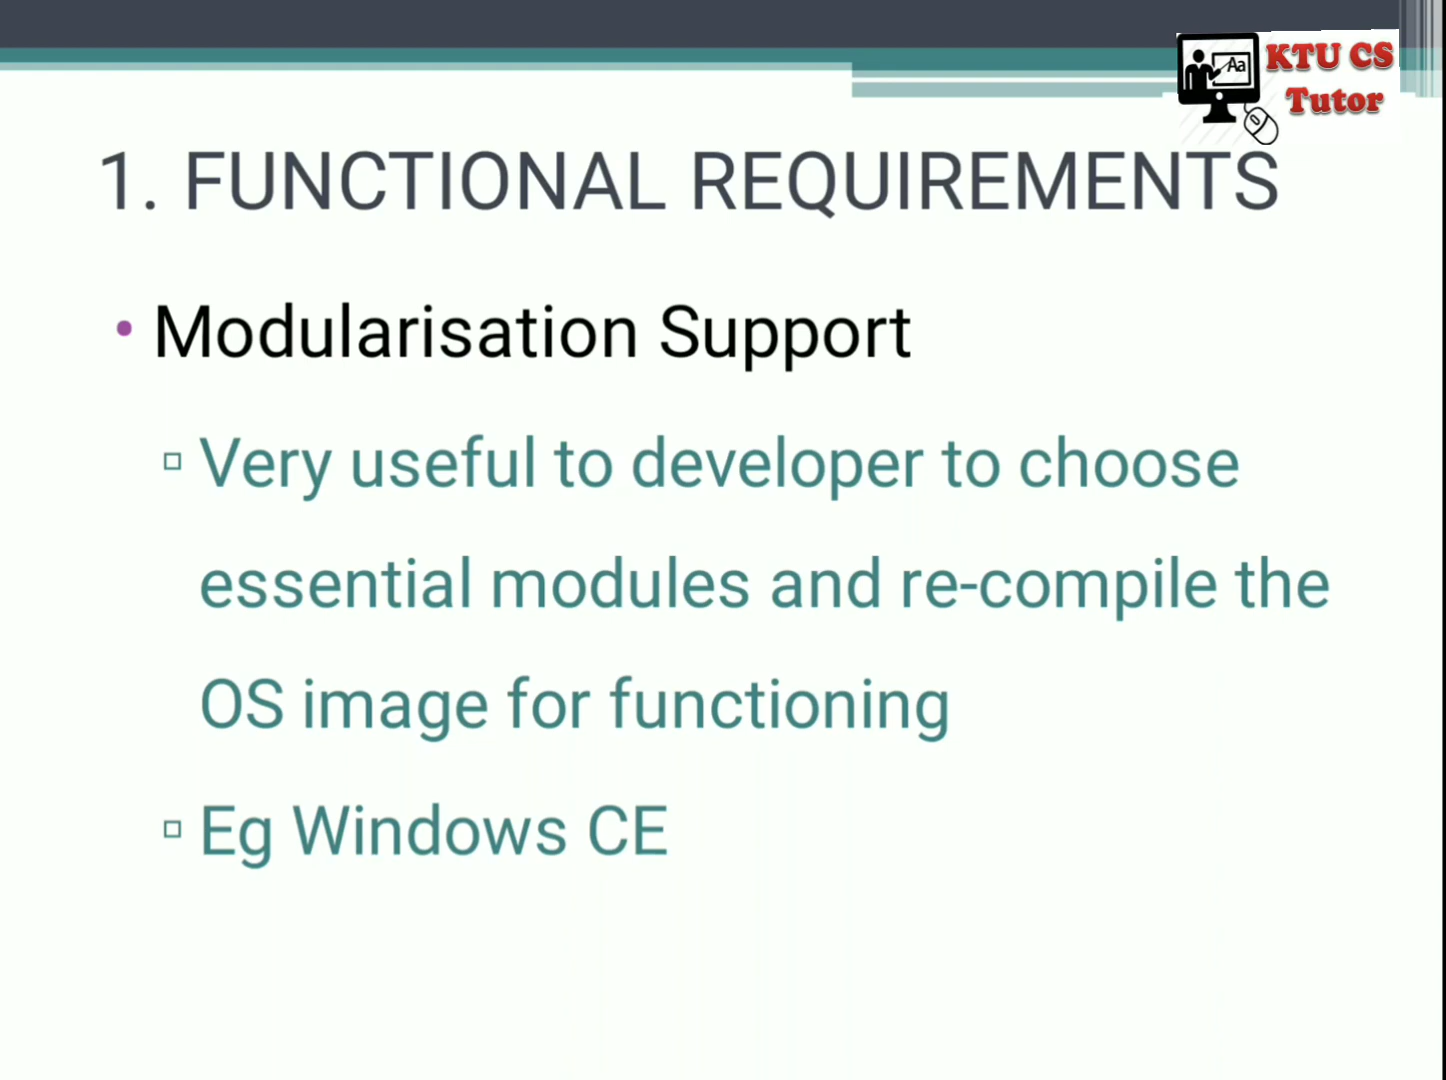 Aa
KTU CS
Tutor
1. FUNCTIONAL REQUIREMENTS
• Modularisation Support
▫ Very useful to developer to choose
essential modules and re-compile the
OS image for functioning
▫ Eg Windows CE